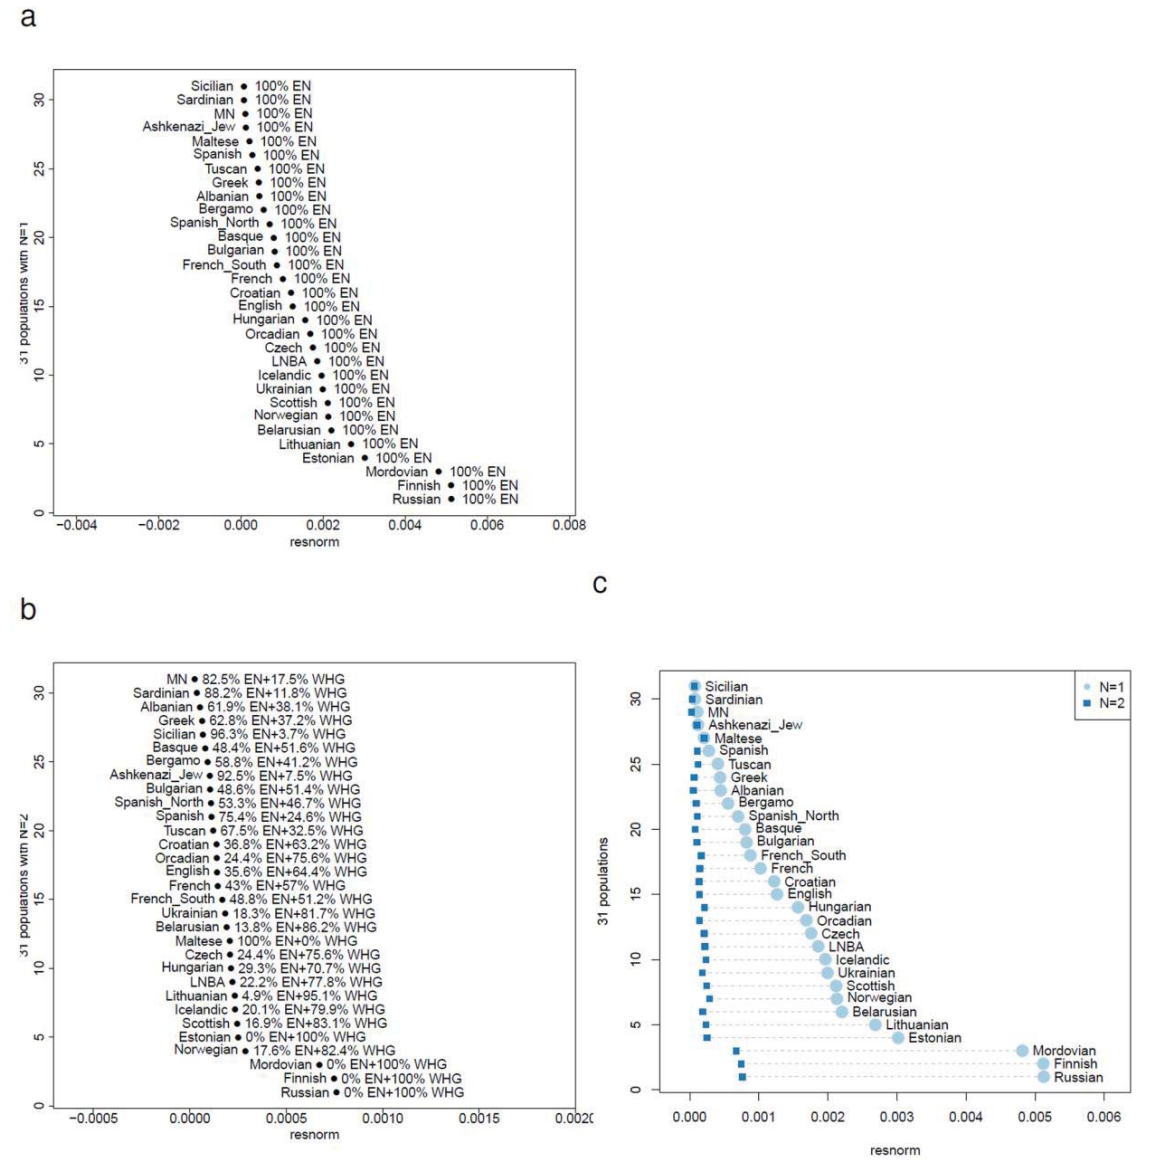 a
Sicilian 100% EN
Sardinian 100% EN
MN 100% EN
Ashkenazi_Jew 100% EN
Maltese 100% EN
Spanish 100% EN
Tuscan 100% EN
Greek 100% EN
Albanian 100% EN
Bergamo 100% EN
Spanish_North 100% EN
Basque 100% EN
Bulgarian 100% EN
French_South 100% EN
French 100% EN
Croatian 100% EN
English 100% EN
Hungarian 100% EN
Orcadian 100% EN
Czech 100% EN
LNBA 100% EN
Icelandic 100% EN
Ukrainian 100% EN
Scottish 100% EN
Norwegian 100% EN
Belarusian 100% EN
Lithuanian 100% EN
Estonian 100% EN
Mordovian 100% EN
Finnish 100% EN
Russian 100% EN
30
25
20
15
10
5
0
31 populations with N=1
−0.004 −0.002 0.000 0.002 0.004 0.006 0.008
resnorm
b
MN 82.5% EN+17.5% WHG
Sardinian 88.2% EN+11.8% WHG
Albanian 61.9% EN+38.1% WHG
Greek 62.8% EN+37.2% WHG
Sicilian 96.3% EN+3.7% WHG
Basque 48.4% EN+51.6% WHG
Bergamo 58.8% EN+41.2% WHG
Ashkenazi_Jew 92.5% EN+7.5% WHG
Bulgarian 48.6% EN+51.4% WHG
Spanish_North 53.3% EN+46.7% WHG
Spanish 75.4% EN+24.6% WHG
Tuscan 67.5% EN+32.5% WHG
Croatian 36.8% EN+63.2% WHG
Orcadian 24.4% EN+75.6% WHG
English 35.6% EN+64.4% WHG
French 43% EN+57% WHG
French_South 48.8% EN+51.2% WHG
Ukrainian 18.3% EN+81.7% WHG
Belarusian 13.8% EN+86.2% WHG
Maltese 100% EN+0% WHG
Czech 24.4% EN+75.6% WHG
Hungarian 29.3% EN+70.7% WHG
LNBA 22.2% EN+77.8% WHG
Lithuanian 4.9% EN+95.1% WHG
Icelandic 20.1% EN+79.9% WHG
Scottish 16.9% EN+83.1% WHG
Estonian 0% EN+100% WHG
Norwegian 17.6% EN+82.4% WHG
Mordovian 0% EN+100% WHG
Finnish 0% EN+100% WHG
Russian 0% EN+100% WHG
30
25
20
15
10
5
0
31 populations with N=2
−0.0005 0.0000 0.0005 0.0010 0.0015 0.002
resnorm
c
N=1
N=2
Sicilian
Sardinian
MN
Ashkenazi_Jew
Maltese
Spanish
Tuscan
Greek
Albanian
Bergamo
Spanish_North
Basque
Bulgarian
French_South
French
Croatian
English
Hungarian
Orcadian
Czech
LNBA
Icelandic
Ukrainian
Scottish
Norwegian
Belarusian
Lithuanian
Estonian
Mordovian
Finnish
Russian
30
25
20
15
10
5
0
31 populations
0.000 0.001 0.002 0.003 0.004 0.005 0.006
resnorm